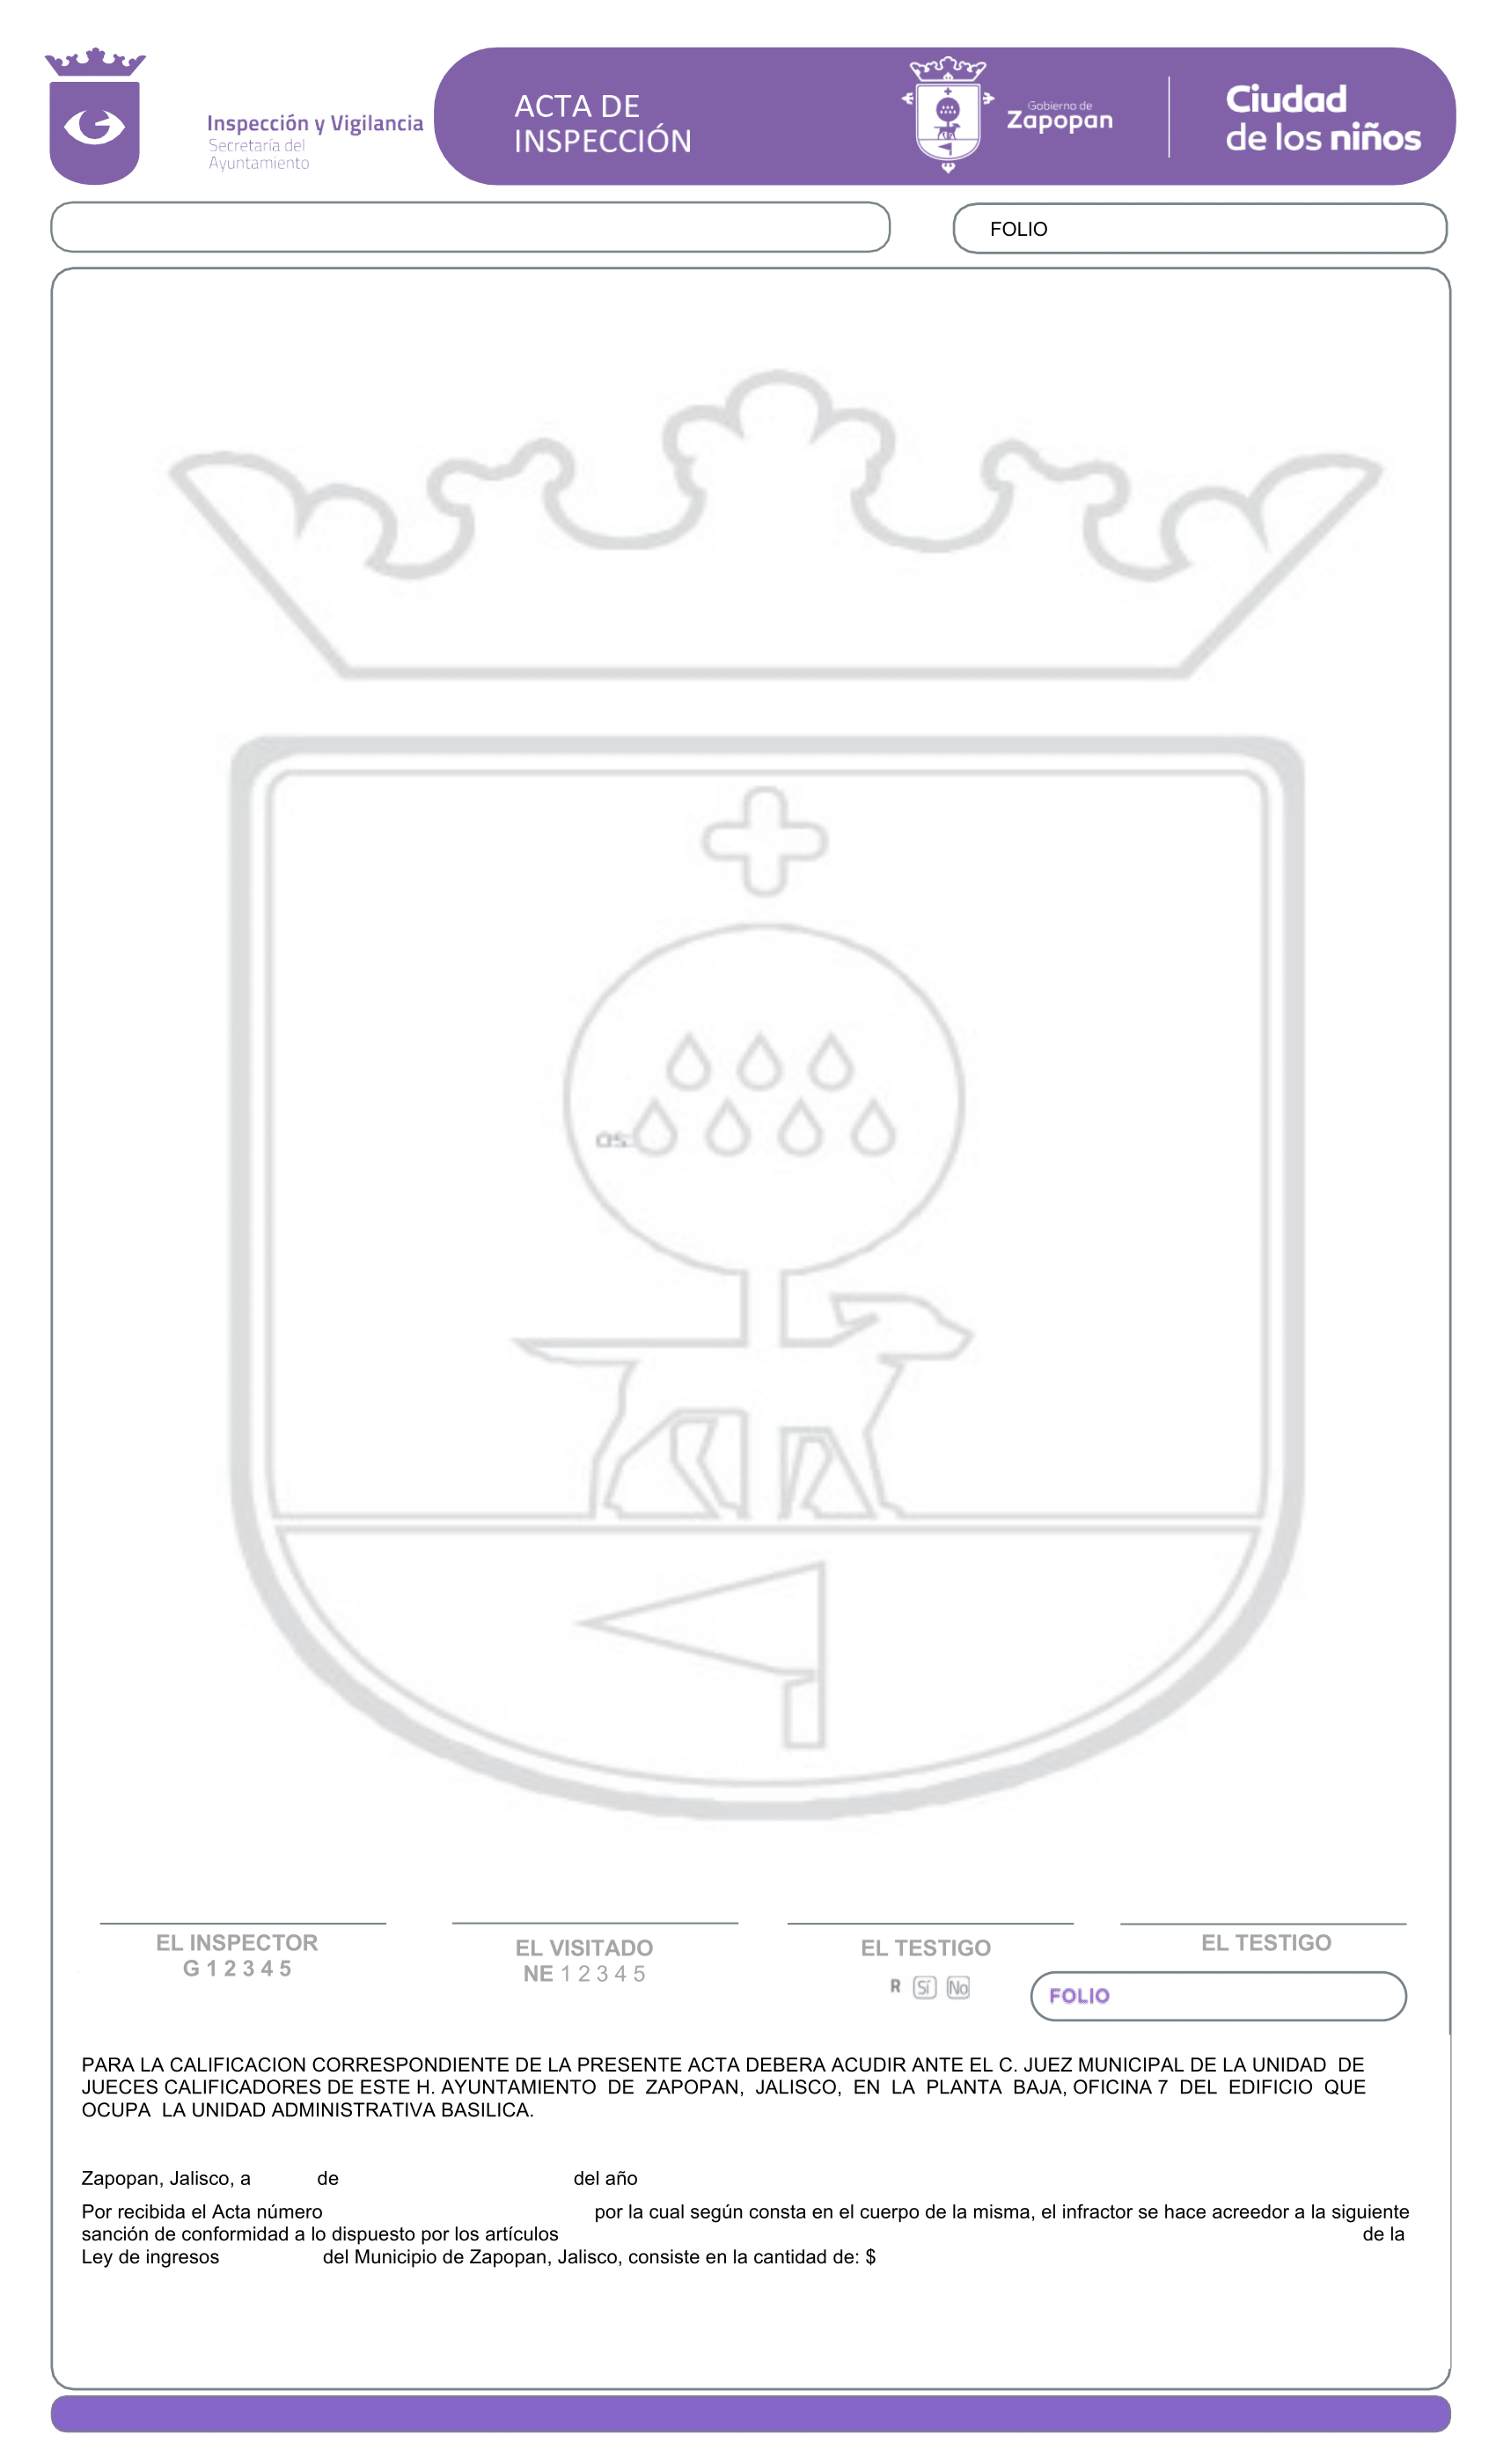 Inspección y Vigilancia
Secretaría del
Ayuntamiento
ACTA DE
INSPECCIÓN
Gobierno de
Zapopan
Ciudad
de los niños
FOLIO
EL INSPECTOR
G 1 2 3 4 5
EL VISITADO
NE 1 2 3 4 5
EL TESTIGO
R Sí No
EL TESTIGO
FOLIO
PARA LA CALIFICACION CORRESPONDIENTE DE LA PRESENTE ACTA DEBERA ACUDIR ANTE EL C. JUEZ MUNICIPAL DE LA UNIDAD DE
JUECES CALIFICADORES DE ESTE H. AYUNTAMIENTO DE ZAPOPAN, JALISCO, EN LA PLANTA BAJA, OFICINA 7 DEL EDIFICIO QUE
OCUPA LA UNIDAD ADMINISTRATIVA BASILICA.
Zapopan, Jalisco, a de del año
Por recibida el Acta número por la cual según consta en el cuerpo de la misma, el infractor se hace acreedor a la siguiente
sanción de conformidad a lo dispuesto por los artículos de la
Ley de ingresos del Municipio de Zapopan, Jalisco, consiste en la cantidad de: $